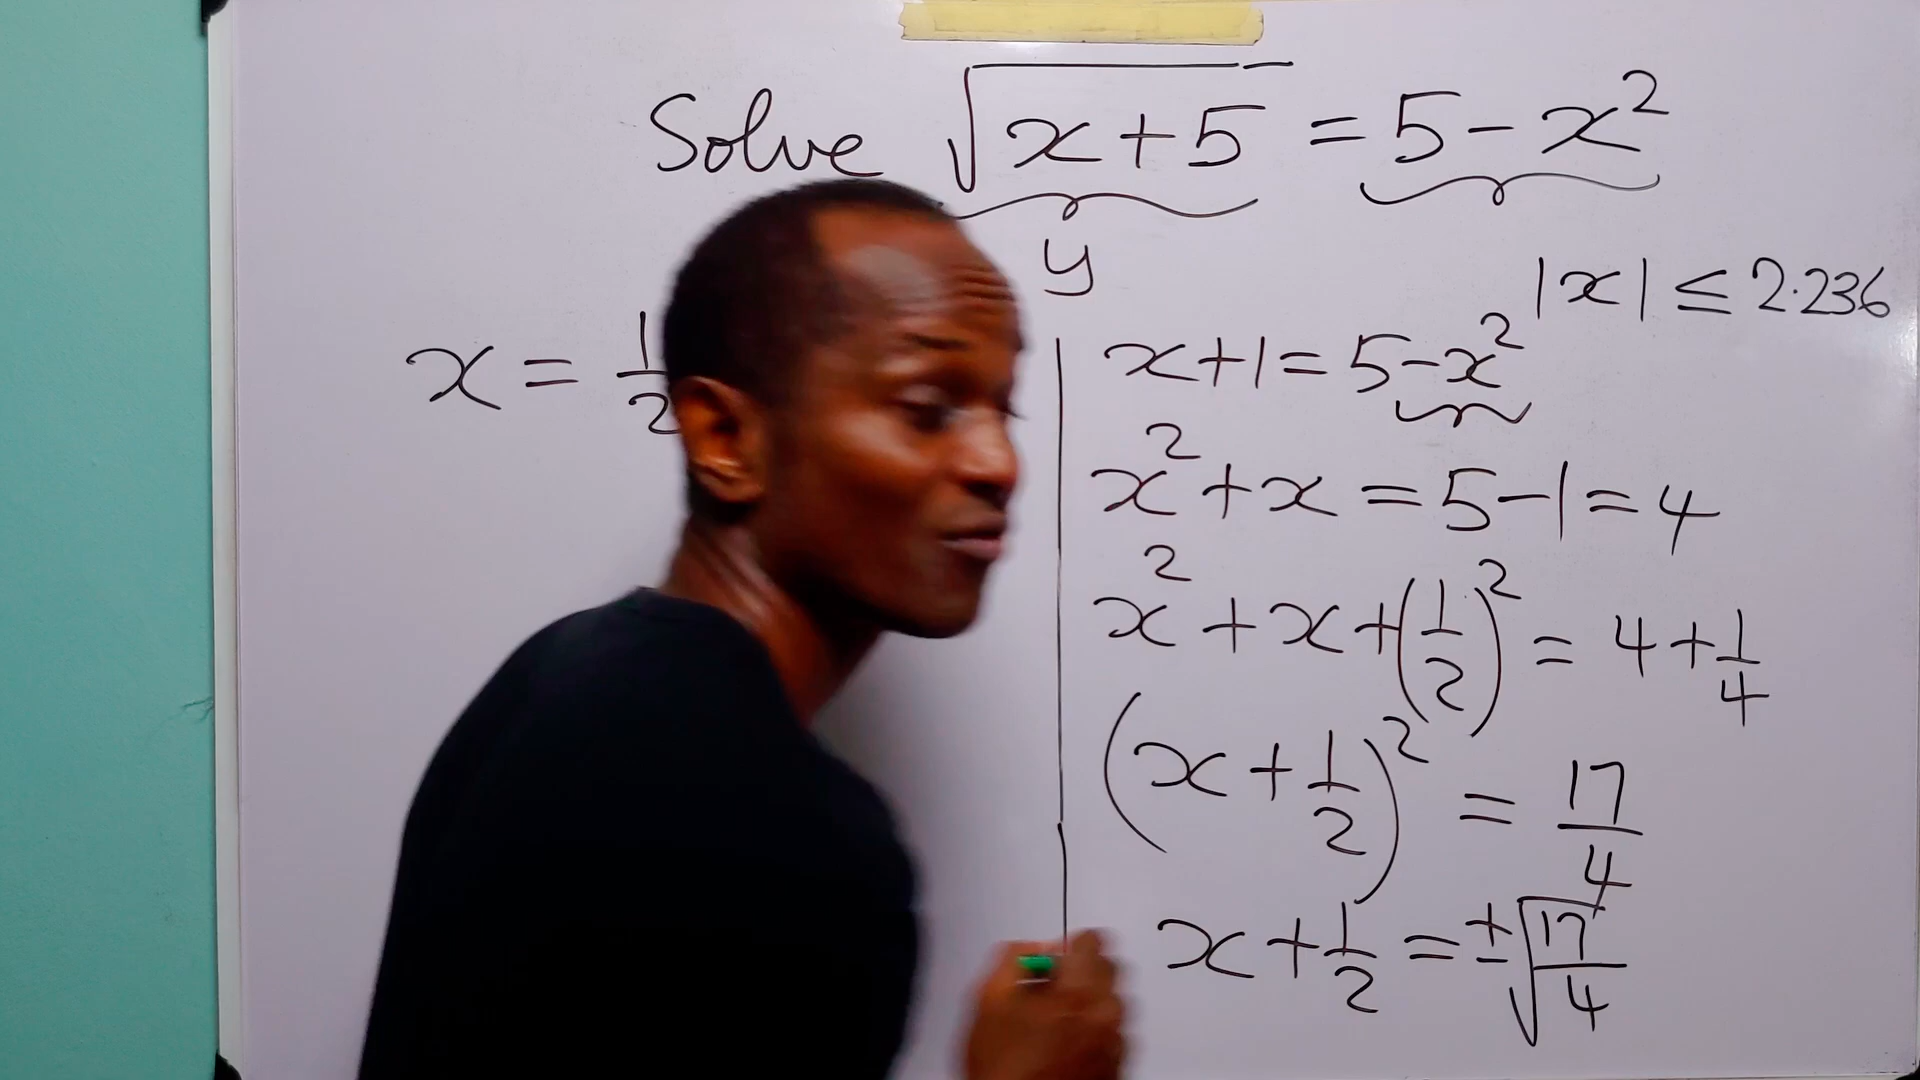 Solve √(x+5) = 5 - x²
y
|x| ≤ 2.236
x = 1/2
x+1 = 5-x²
x² + x = 5-1 = 4
x² + x + (1/2)² = 4 + 1/4
(x + 1/2)² = 17/4
x + 1/2 = ±√(17/4)